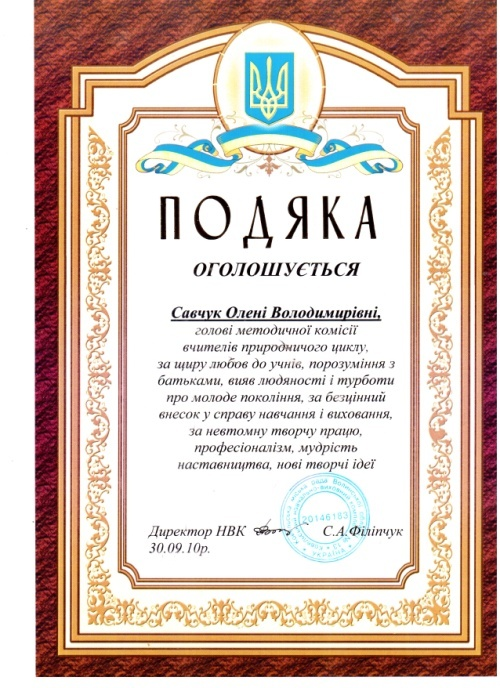 ПОДЯКА
ОГОЛОШУЄТЬСЯ
Савчук Олені Володимирівні,
голові методичної комісії
вчителів природничого циклу,
за щиру любов до учнів, порозуміння з
батьками, вияв людяності і турботи
про молоде покоління, за безцінний
внесок у справу навчання і виховання,
за невтомну творчу працю,
професіоналізм, мудрість
наставництва, нові творчі ідеї
20146183
Директор НВК С.А.Філіпчук
30.09.10р.